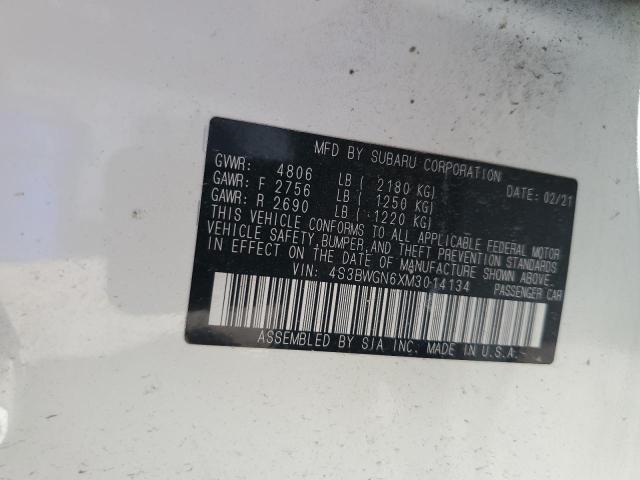 MFD BY SUBARU CORPORATION
DATE: 02/21
GVWR: 4806 LB ( 2180 KG)
GAWR: F 2756 LB ( 1250 KG)
GAWR: R 2690 LB ( 1220 KG)
THIS VEHICLE CONFORMS TO ALL APPLICABLE FEDERAL MOTOR
VEHICLE SAFETY, BUMPER, AND THEFT PREVENTION STANDARDS
IN EFFECT ON THE DATE OF MANUFACTURE SHOWN ABOVE.
VIN: 4S3BWGN6XM3014134 PASSENGER CAR
ASSEMBLED BY SIA INC. MADE IN U.S.A.